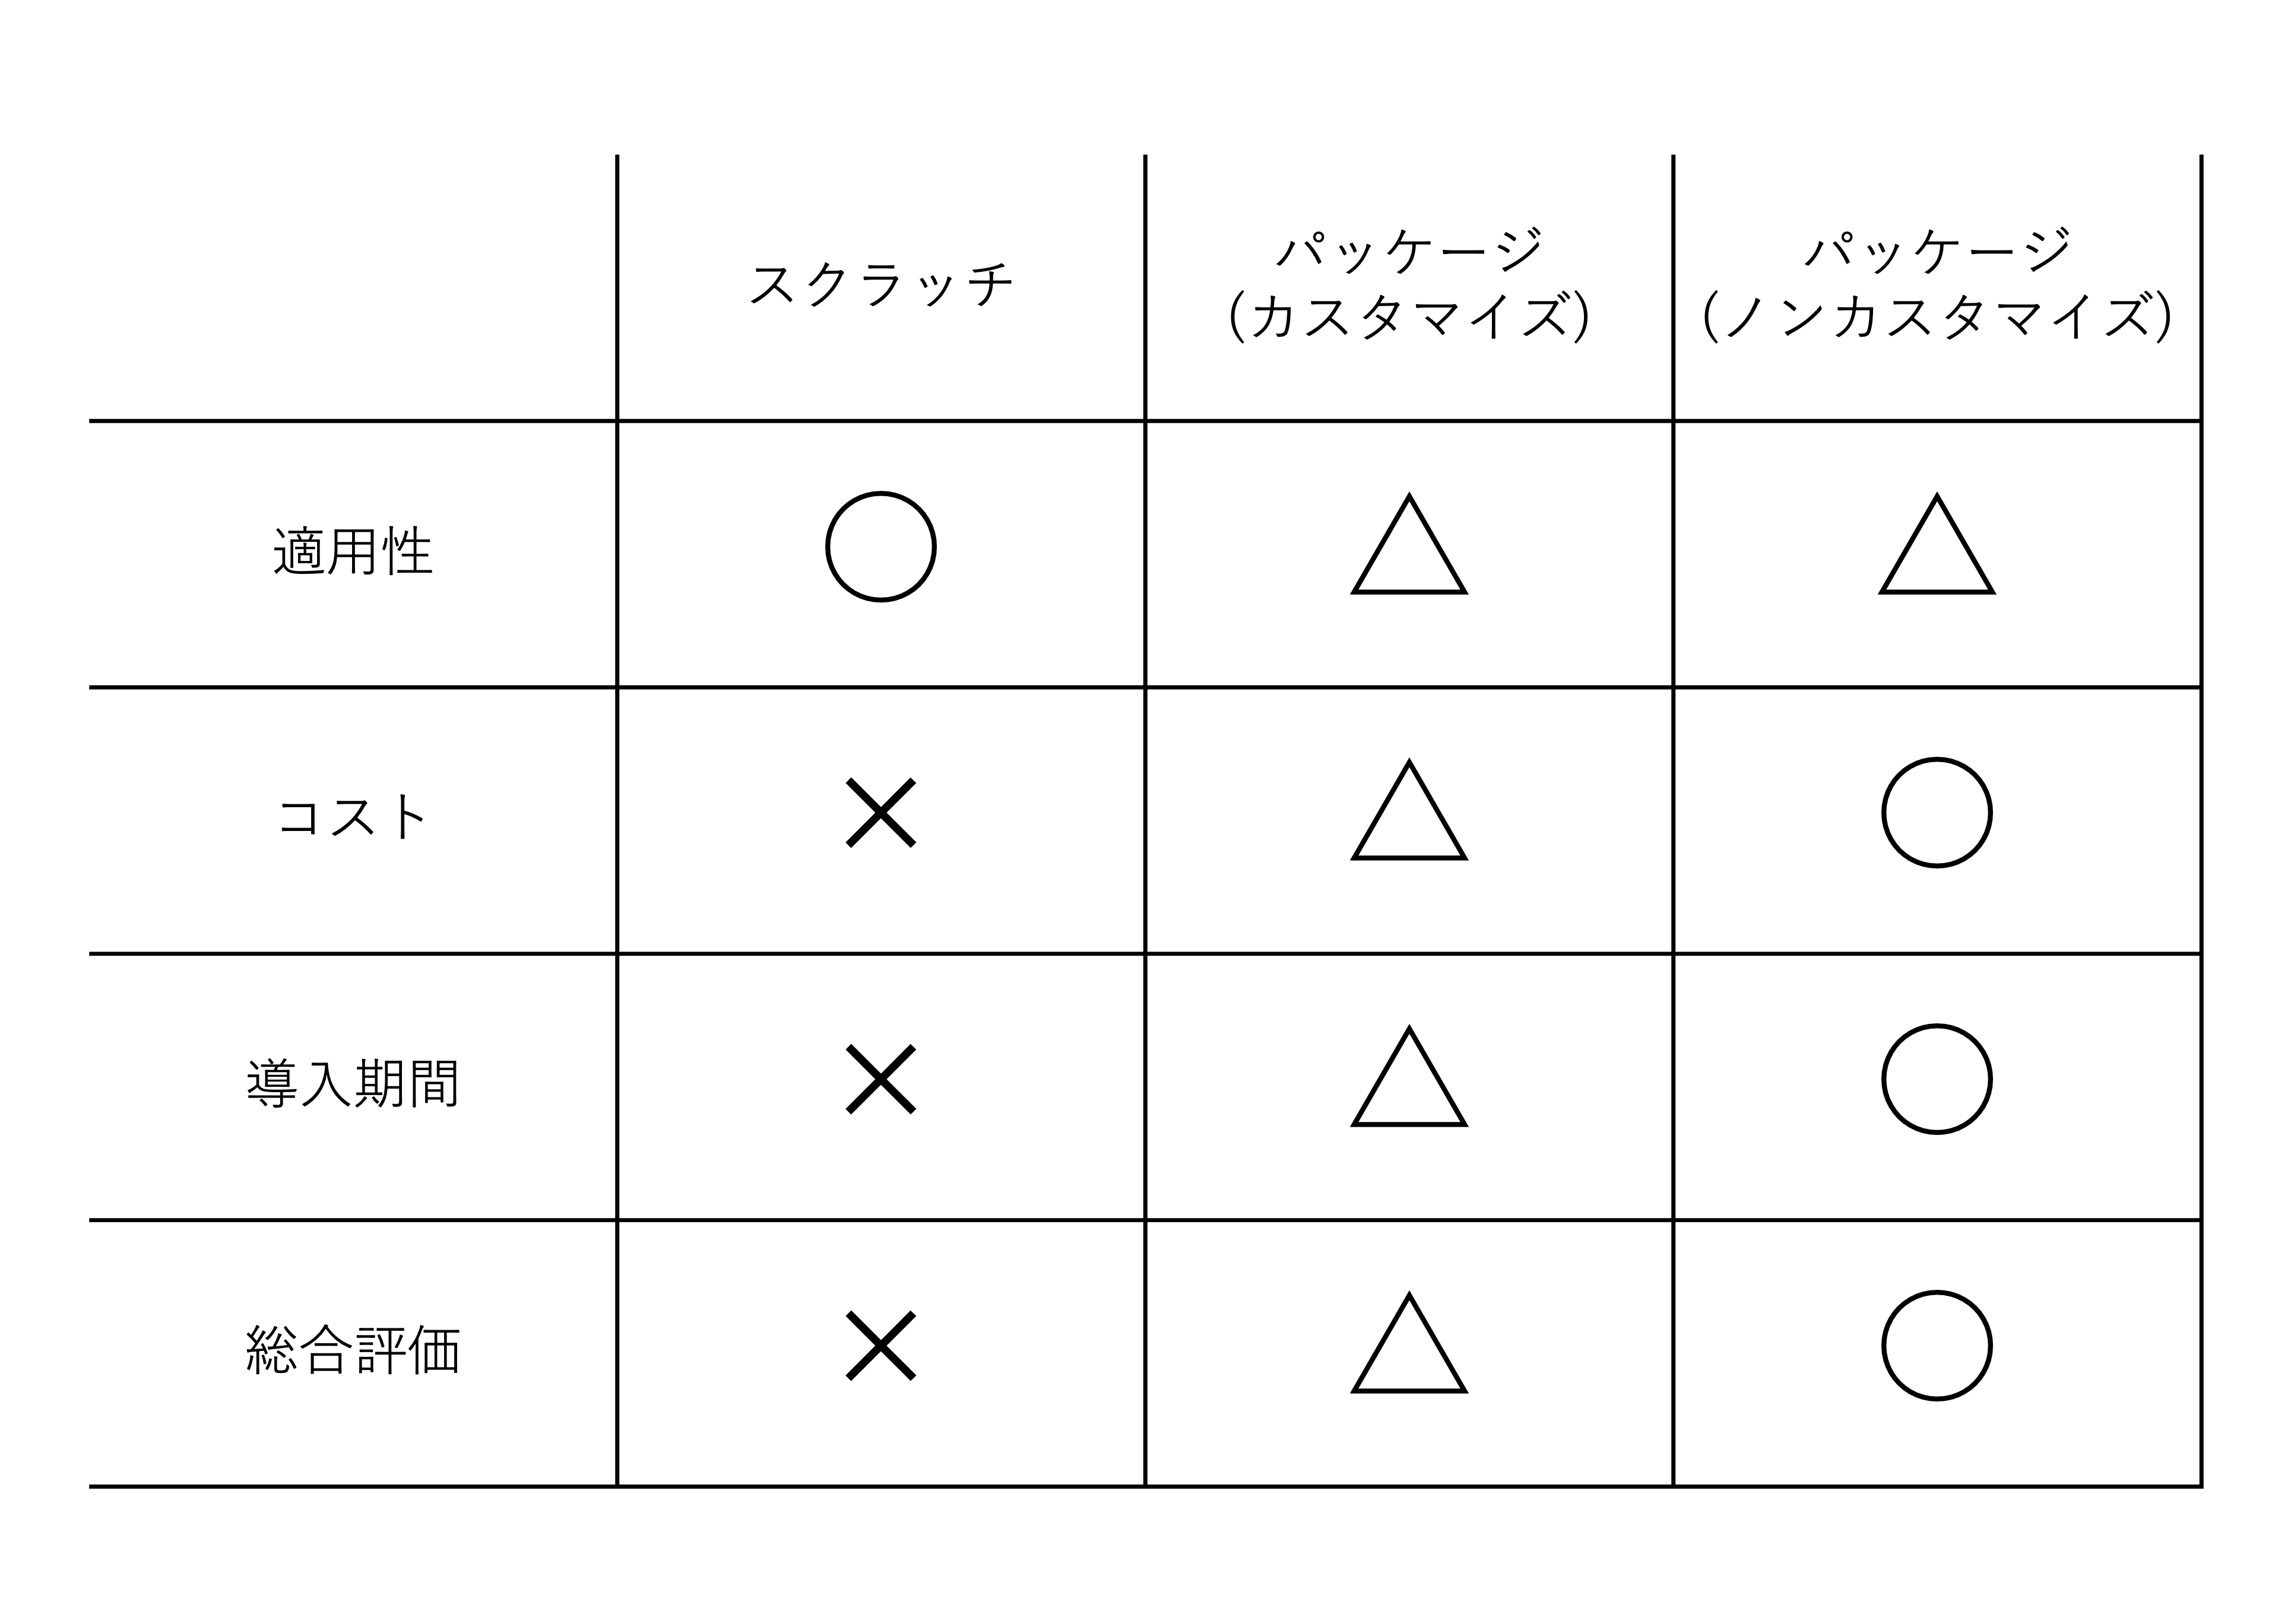 スクラッチ
パッケージ
（カスタマイズ）
パッケージ
（ノンカスタマイズ）
適用性
コスト
導入期間
総合評価